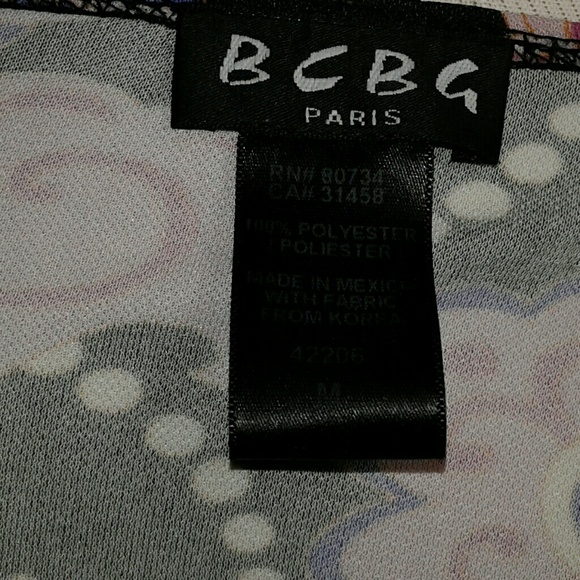 BCBG
PARIS
RN# 80734
CA# 31458
100% POLYESTER
POLIESTER
MADE IN MEXICO
WITH FABRIC
FROM KOREA
42206
M